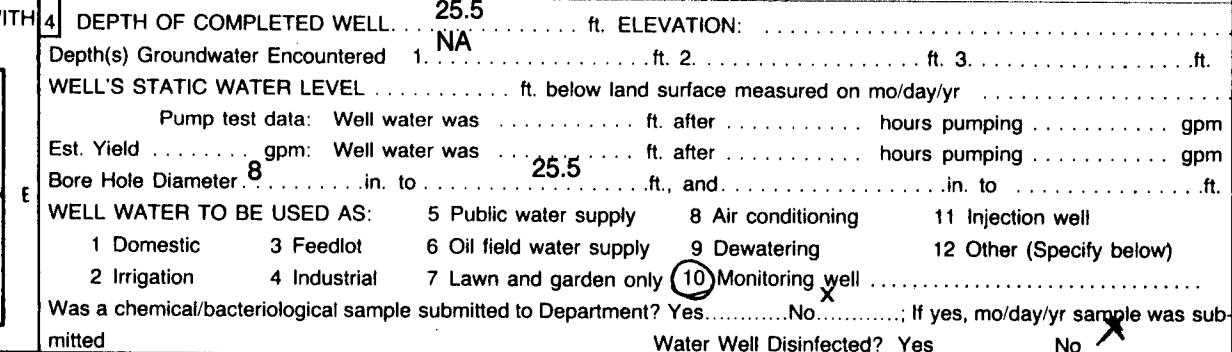 ITH 4 DEPTH OF COMPLETED WELL. 25.5 ft. ELEVATION:
Depth(s) Groundwater Encountered 1. NA ft. 2. ft. 3. ft.
WELL'S STATIC WATER LEVEL ft. below land surface measured on mo/day/yr
Pump test data: Well water was ft. after hours pumping gpm
Est. Yield gpm: Well water was ft. after hours pumping gpm
E Bore Hole Diameter 8 in. to 25.5 ft., and in. to ft.
WELL WATER TO BE USED AS: 5 Public water supply 8 Air conditioning 11 Injection well
1 Domestic 3 Feedlot 6 Oil field water supply 9 Dewatering 12 Other (Specify below)
2 Irrigation 4 Industrial 7 Lawn and garden only 10 Monitoring well
Was a chemical/bacteriological sample submitted to Department? Yes No X ; If yes, mo/day/yr sample was sub-
mitted Water Well Disinfected? Yes No X